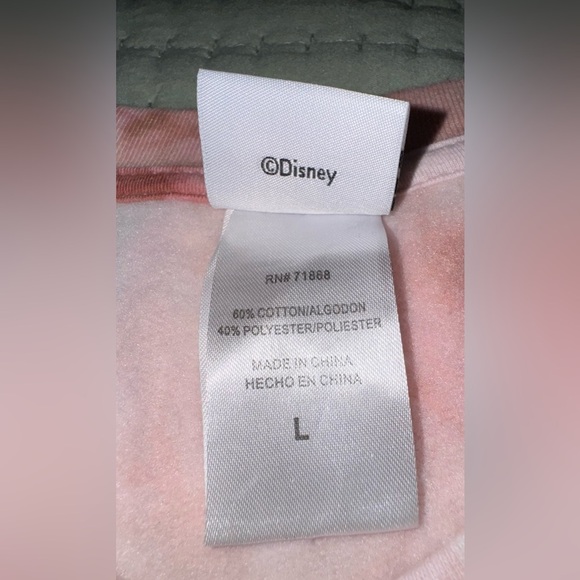 ©Disney
RN# 71868
60% COTTON/ALGODON
40% POLYESTER/POLIESTER
MADE IN CHINA
HECHO EN CHINA
L